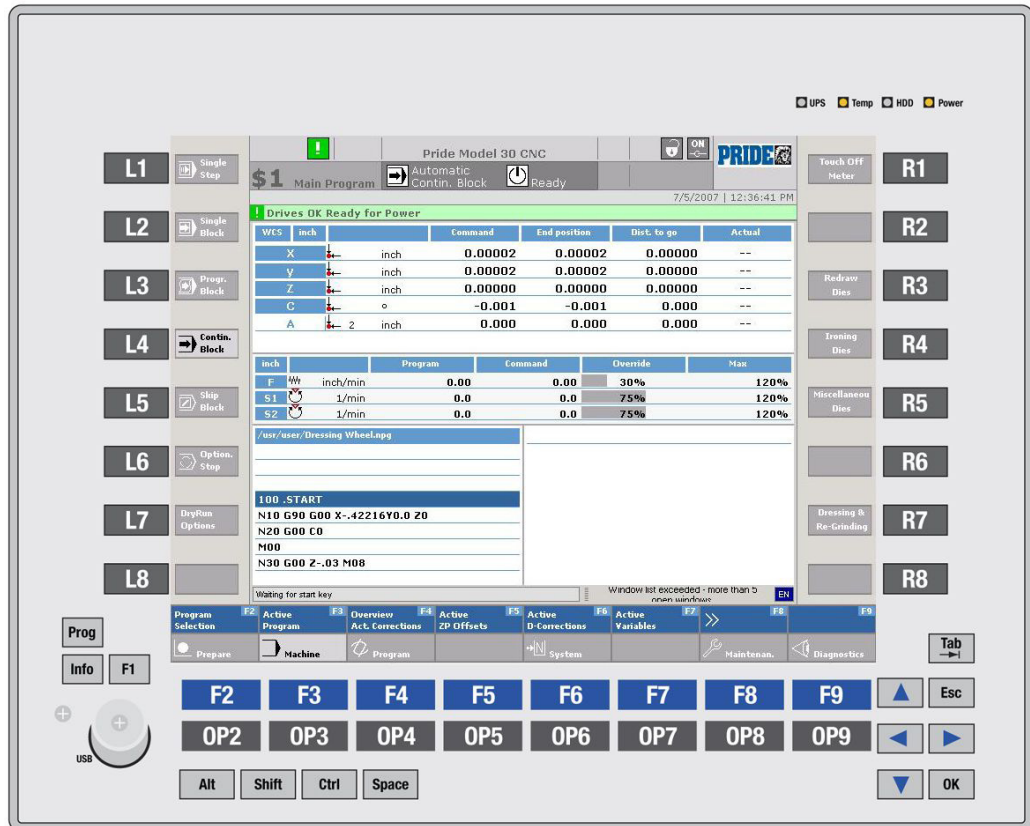 UPS Temp HDD Power
Pride Model 30 CNC ON PRIDE
$1 Main Program Automatic Contin. Block Ready
7/5/2007 | 12:36:41 PM
! Drives OK Ready for Power
WCS inch Command End position Dist. to go Actual
X inch 0.00002 0.00002 0.00000 --
y inch 0.00002 0.00002 0.00000 --
Z inch 0.00000 0.00000 0.00000 --
C ° -0.001 -0.001 0.000 --
A 2 inch 0.000 0.000 0.000 --
inch Program Command Override Max
F inch/min 0.00 0.00 30% 120%
S1 1/min 0.0 0.0 75% 120%
S2 1/min 0.0 0.0 75% 120%
/usr/user/Dressing Wheel.npg
100 .START
N10 G90 G00 X-.42216Y0.0 Z0
N20 G00 C0
M00
N30 G00 Z-.03 M08
Waiting for start key
Window list exceeded - more than 5
open windows
EN
L1 Single Step
L2 Single Block
L3 Progr. Block
L4 Contin. Block
L5 Skip Block
L6 Option. Stop
L7 DryRun Options
L8
Touch Off Meter R1
R2
Redraw Dies R3
Ironing Dies R4
Miscellaneou Dies R5
R6
Dressing & Re-Grinding R7
R8
Program Selection F2
Active Program F3
Overview Act. Corrections F4
Active ZP Offsets F5
Active D-Corrections F6
Active Variables F7
>> F8
F9
Prepare Machine Program N System Maintenan. Diagnostics
Prog
Info F1
USB
F2 F3 F4 F5 F6 F7 F8 F9
OP2 OP3 OP4 OP5 OP6 OP7 OP8 OP9
Alt Shift Ctrl Space
Tab
Esc
OK